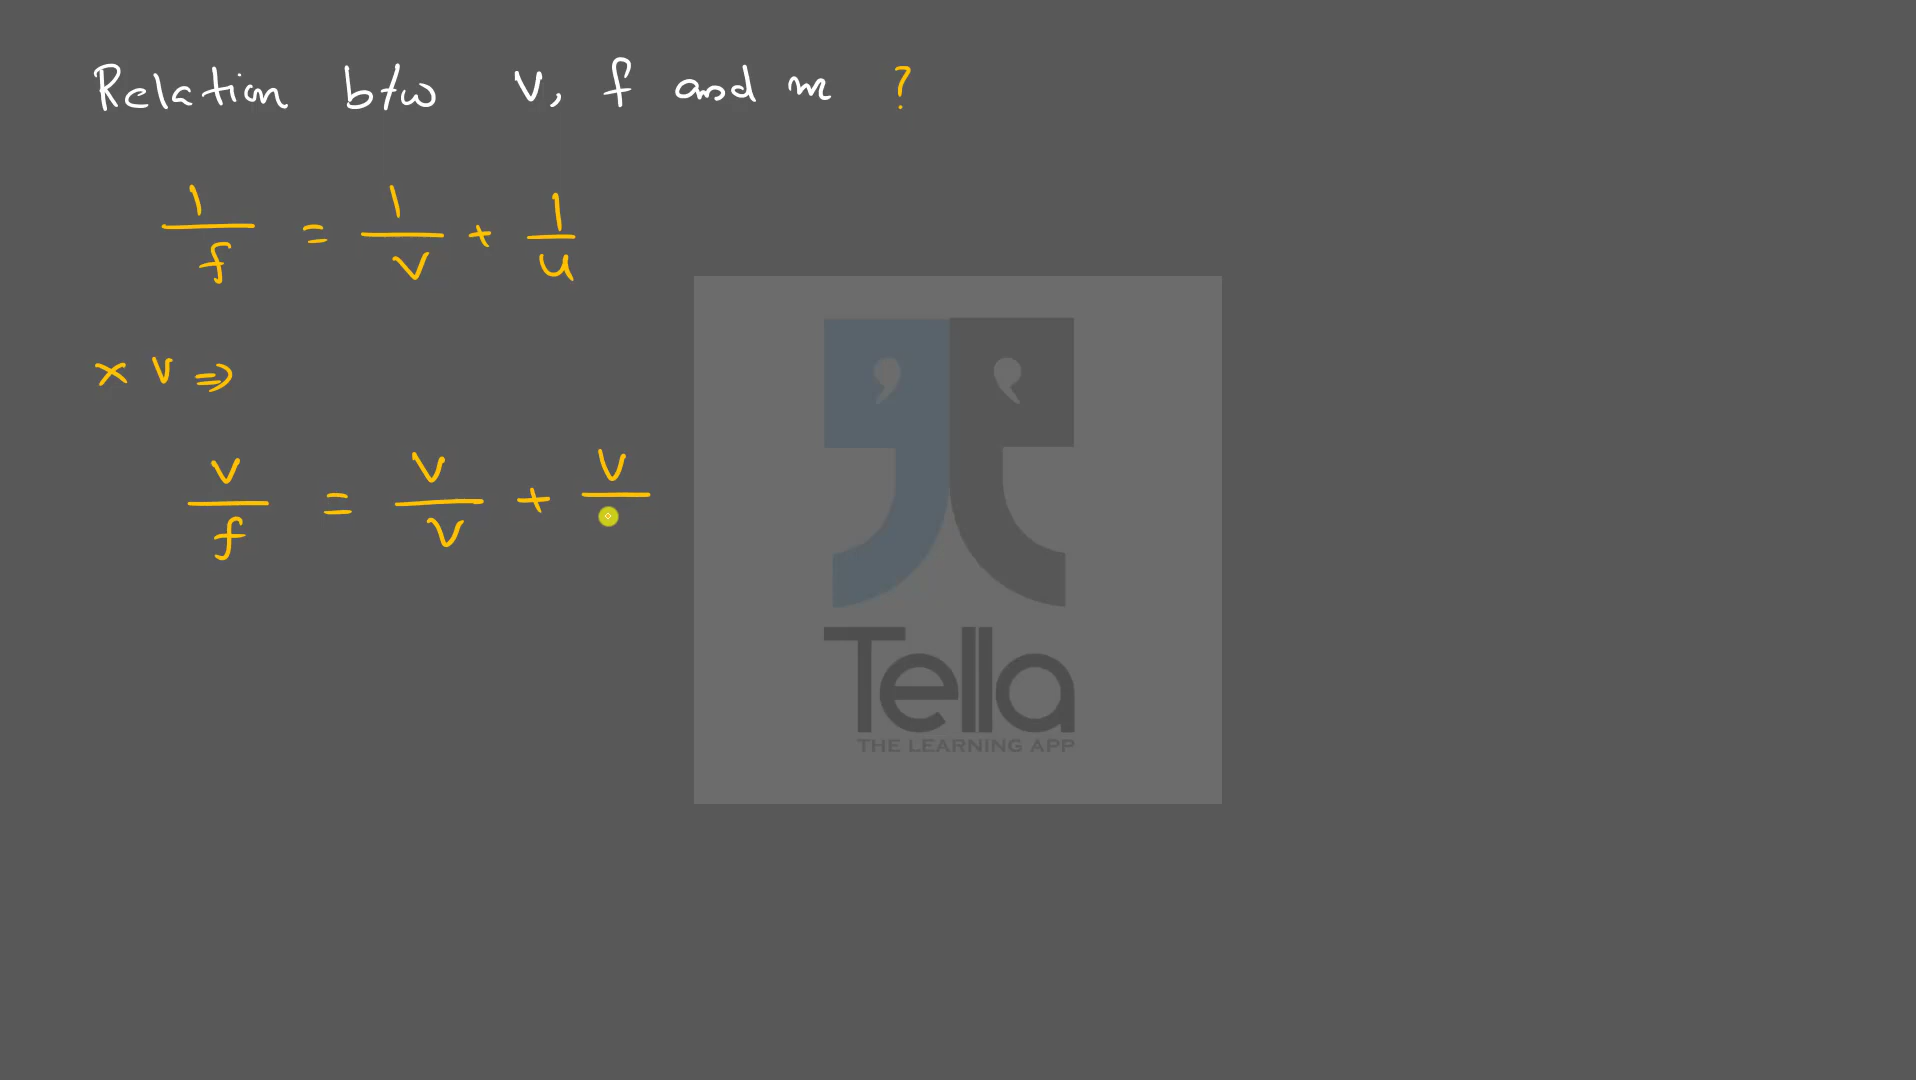 Relation b/w v, f and m ?
1/f = 1/v + 1/u
× v ⇒
v/f = v/v + v/
Tella
THE LEARNING APP